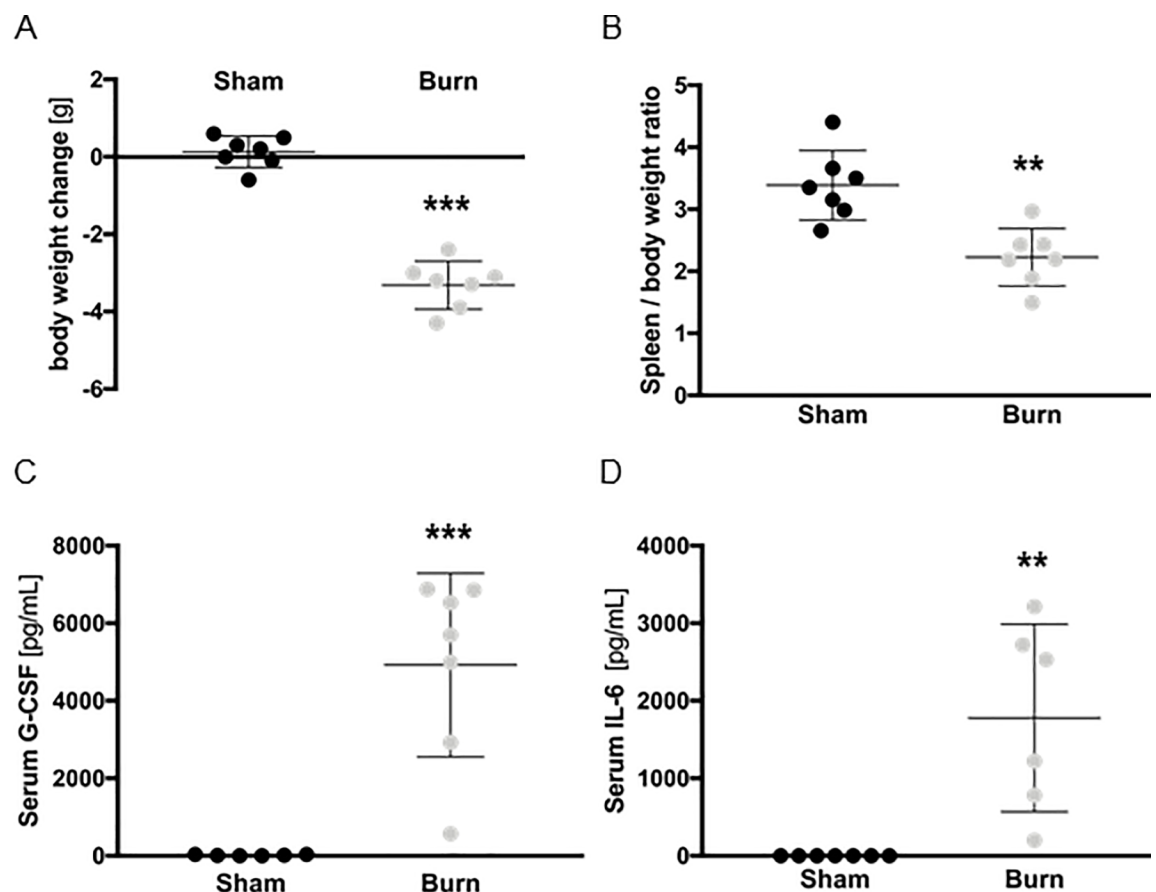 A
body weight change [g]
2
0
-2
-4
-6
Sham
Burn
***
B
Spleen / body weight ratio
5
4
3
2
1
0
**
Sham
Burn
C
Serum G-CSF [pg/mL]
8000
6000
4000
2000
0
***
Sham
Burn
D
Serum IL-6 [pg/mL]
4000
3000
2000
1000
0
**
Sham
Burn